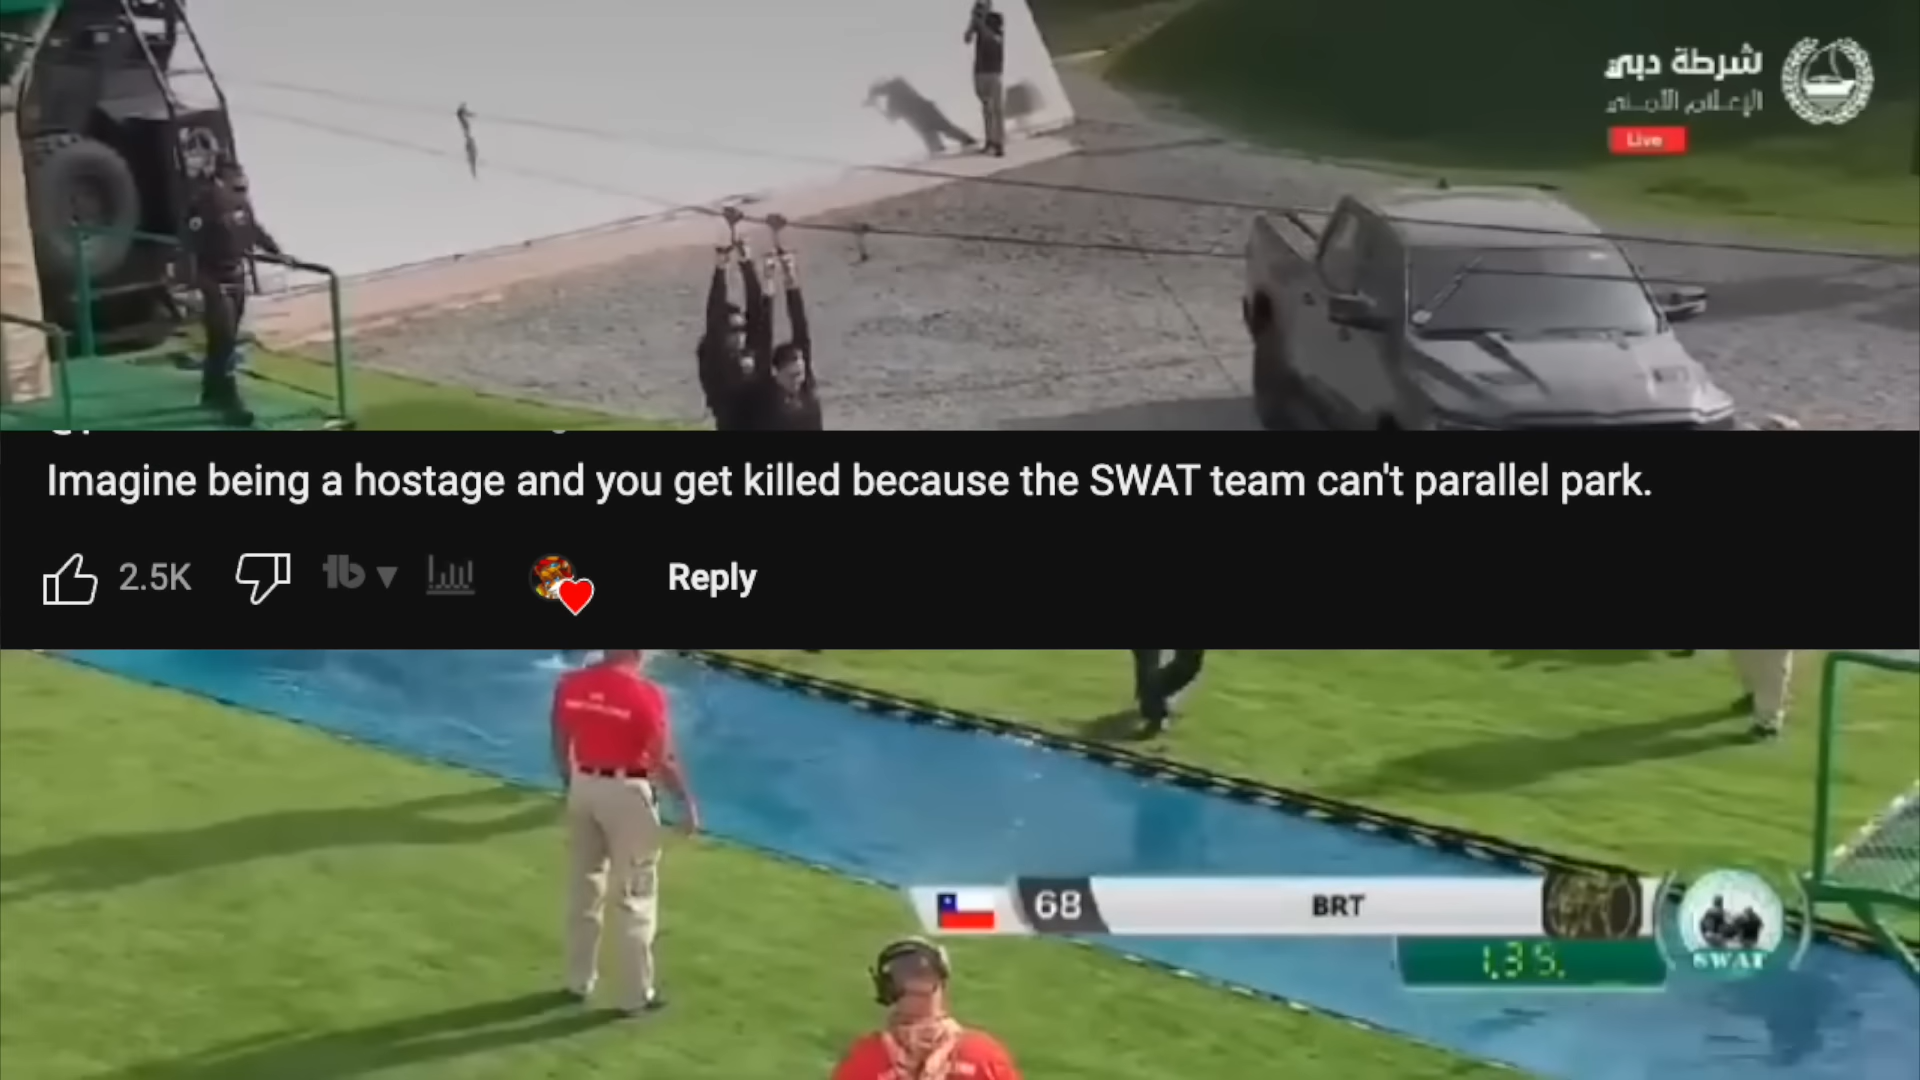 شرطة دبي
الإعلام الأمني
Live
Imagine being a hostage and you get killed because the SWAT team can't parallel park.
2.5K
Reply
68
BRT
SWAT